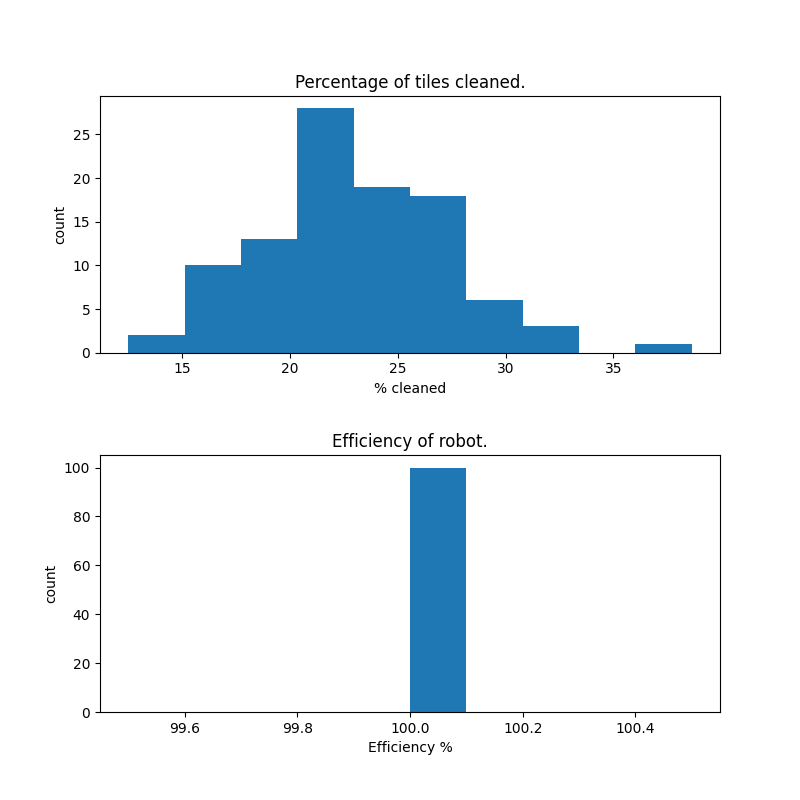 Percentage of tiles cleaned.
25
20
15
10
5
0
count
15 20 25 30 35
% cleaned
Efficiency of robot.
100
80
60
40
20
0
count
99.6 99.8 100.0 100.2 100.4
Efficiency %